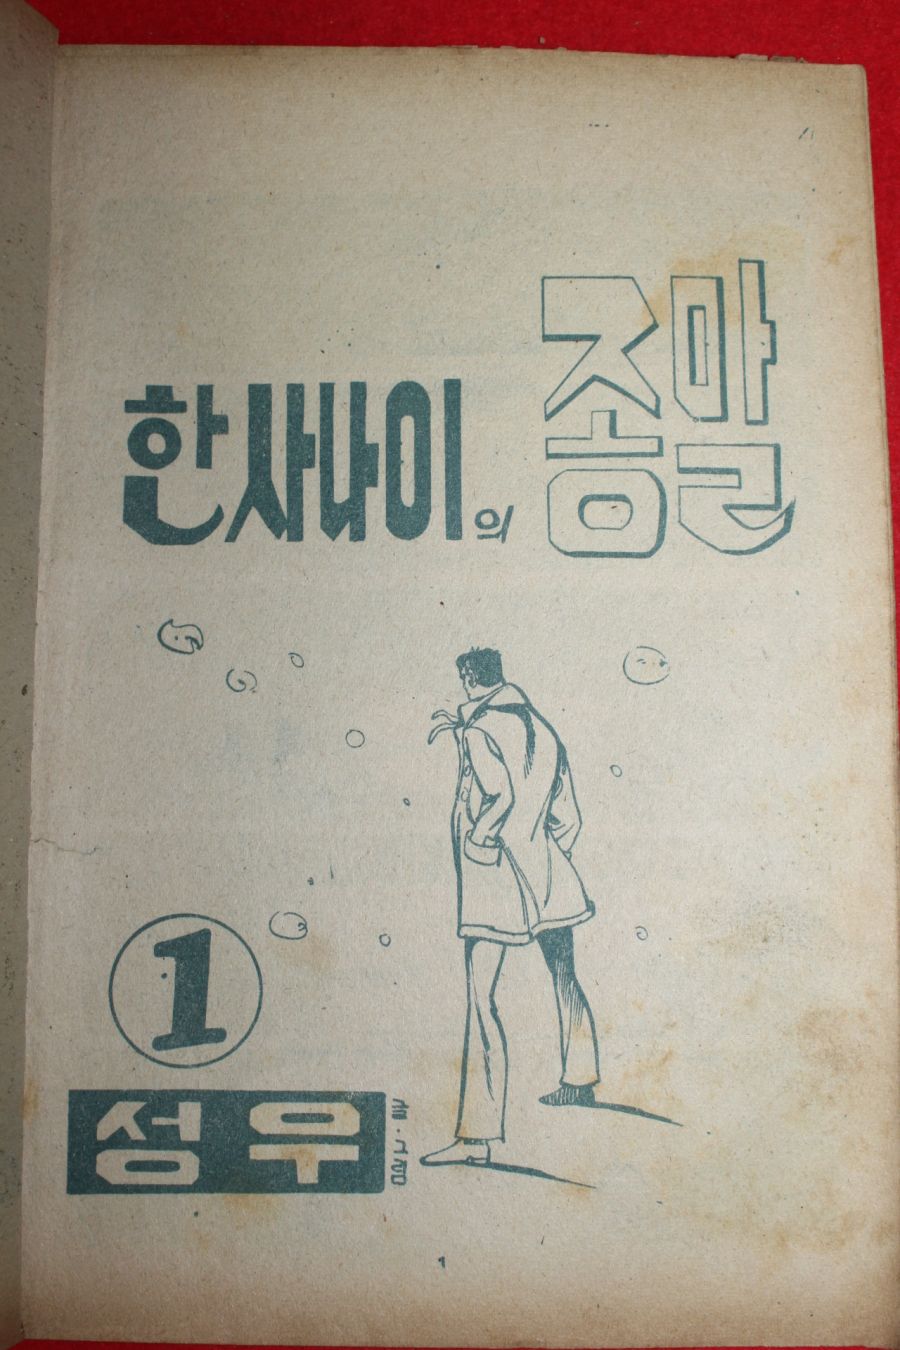 한 사나이의 종말
1
성우
글·그림
1